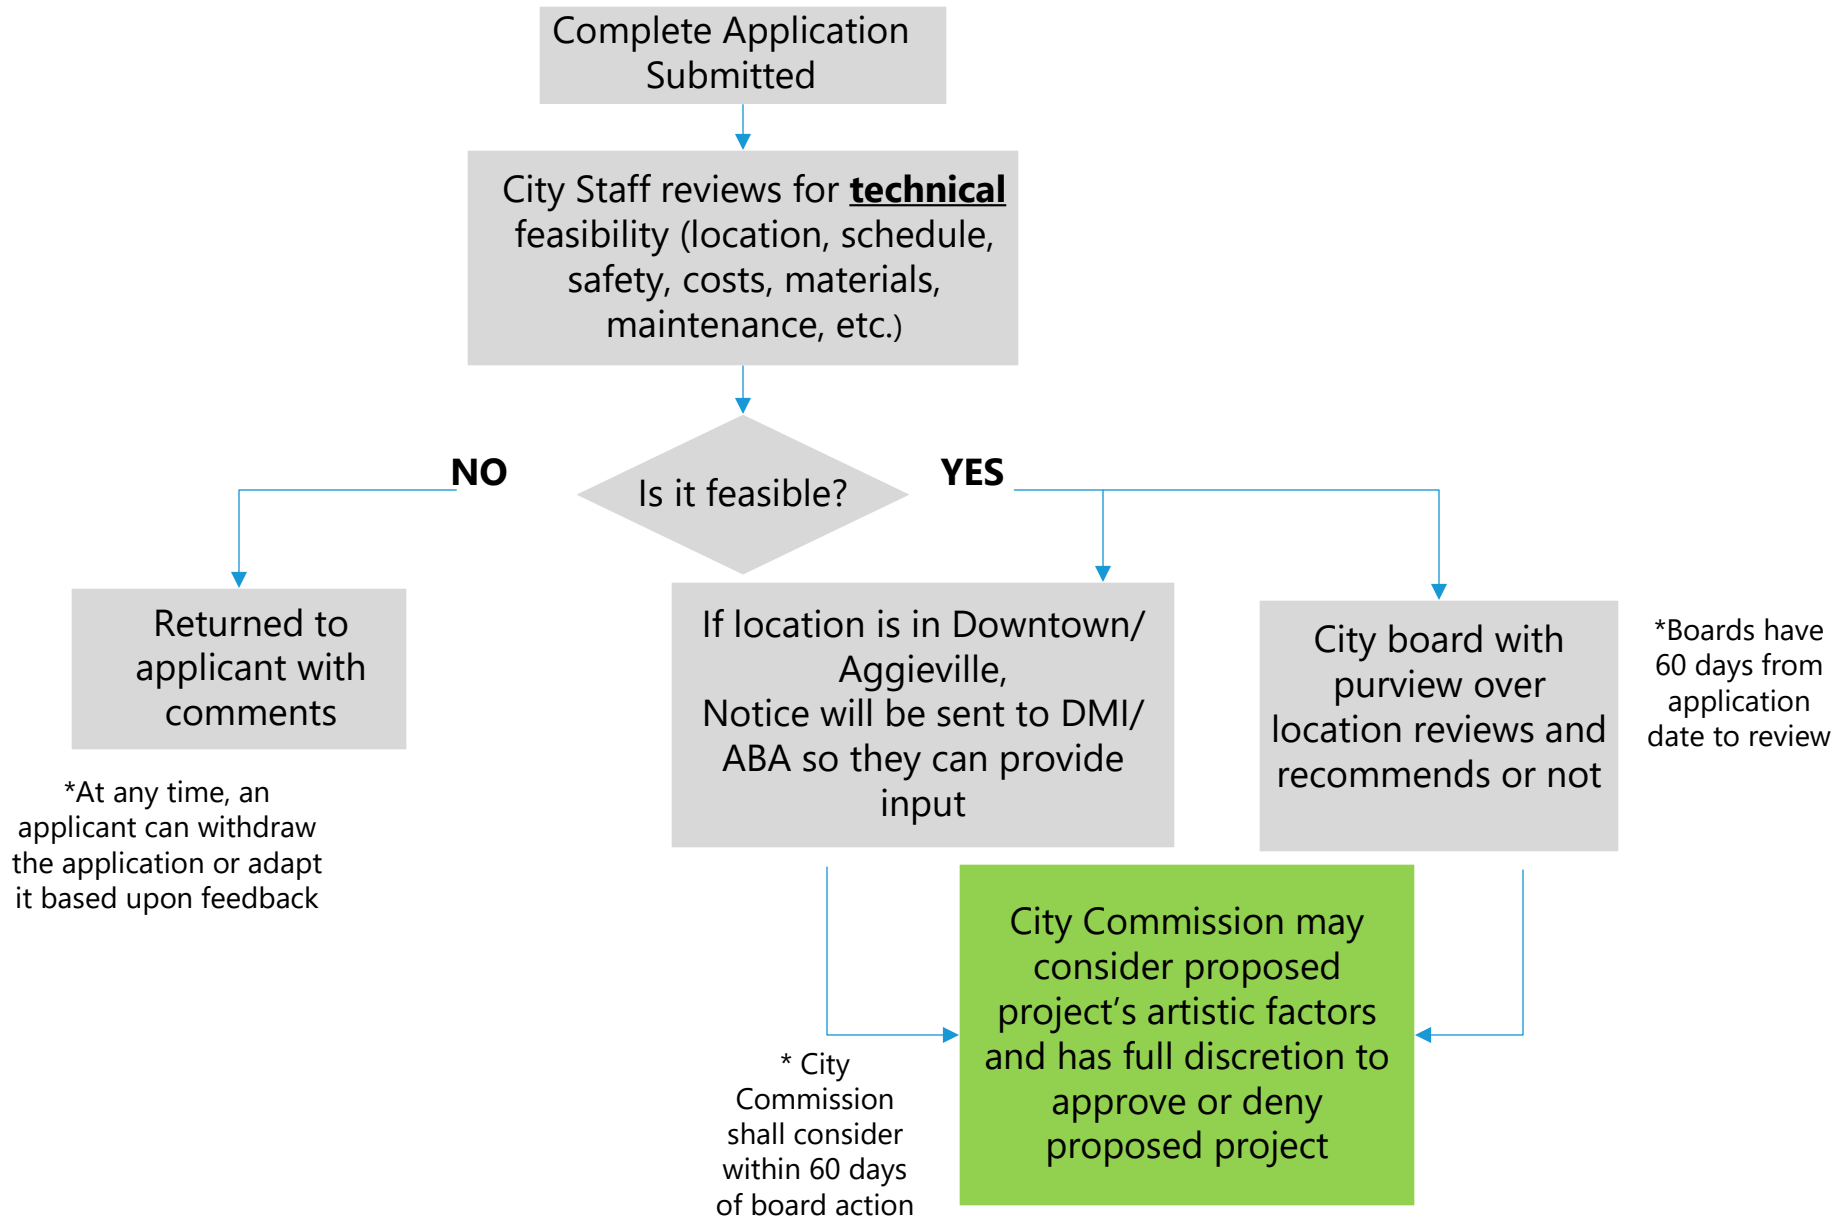 Complete Application
Submitted
City Staff reviews for technical
feasibility (location, schedule,
safety, costs, materials,
maintenance, etc.)
NO
Is it feasible?
YES
Returned to
applicant with
comments
*At any time, an
applicant can withdraw
the application or adapt
it based upon feedback
If location is in Downtown/
Aggieville,
Notice will be sent to DMI/
ABA so they can provide
input
City board with
purview over
location reviews and
recommends or not
*Boards have
60 days from
application
date to review
* City
Commission
shall consider
within 60 days
of board action
City Commission may
consider proposed
project’s artistic factors
and has full discretion to
approve or deny
proposed project